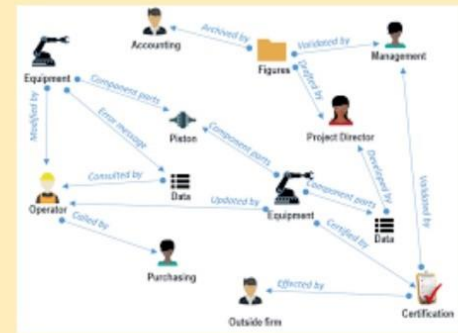 Accounting
Archived by
Validated by
Management
Figures
Equipment
Component parts
Drafted by
Modified by
Error message
Piston
Project Director
Component parts
Consulted by
Data
Developed by
Validated by
Operator
Updated by
Equipment
Component parts
Data
Called by
Certified by
Purchasing
Effected by
Outside firm
Certification